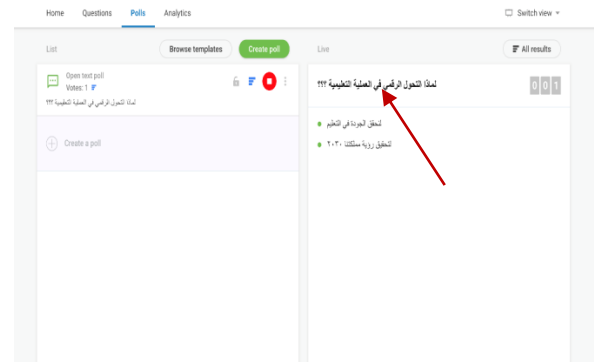 Home Questions Polls Analytics Switch view
List Browse templates Create poll
Open text poll
Votes: 1
لماذا التحول الرقمي في العملية التعليمية ؟؟؟
Create a poll
Live All results
لماذا التحول الرقمي في العملية التعليمية ؟؟؟ 0 0 1
لتحقق الجودة في التعليم
لتحقيق رؤية مملكتنا ٢٠٣٠